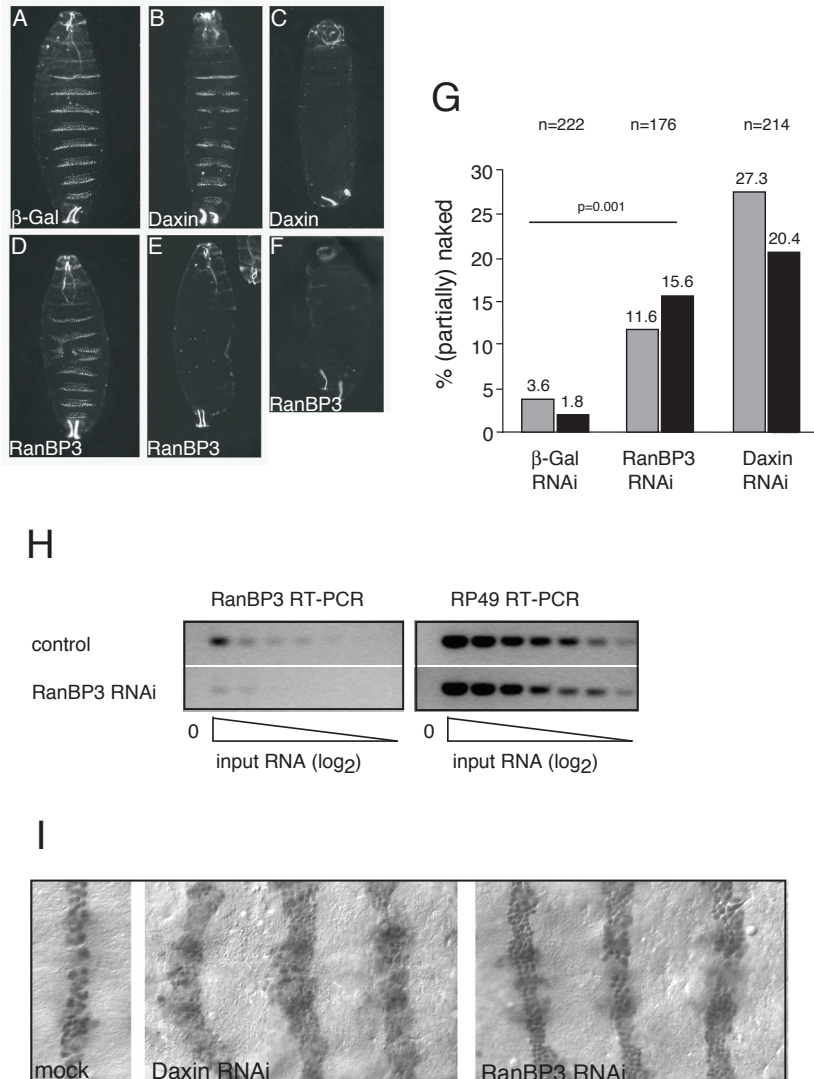 A
B
C
β-Gal
Daxin
Daxin
D
E
F
RanBP3
RanBP3
RanBP3
G
n=222
n=176
n=214
% (partially) naked
30
25
20
15
10
5
0
p=0.001
3.6
1.8
11.6
15.6
27.3
20.4
β-Gal RNAi
RanBP3 RNAi
Daxin RNAi
H
RanBP3 RT-PCR
RP49 RT-PCR
control
RanBP3 RNAi
0
0
input RNA (log2)
input RNA (log2)
I
mock
Daxin RNAi
RanBP3 RNAi